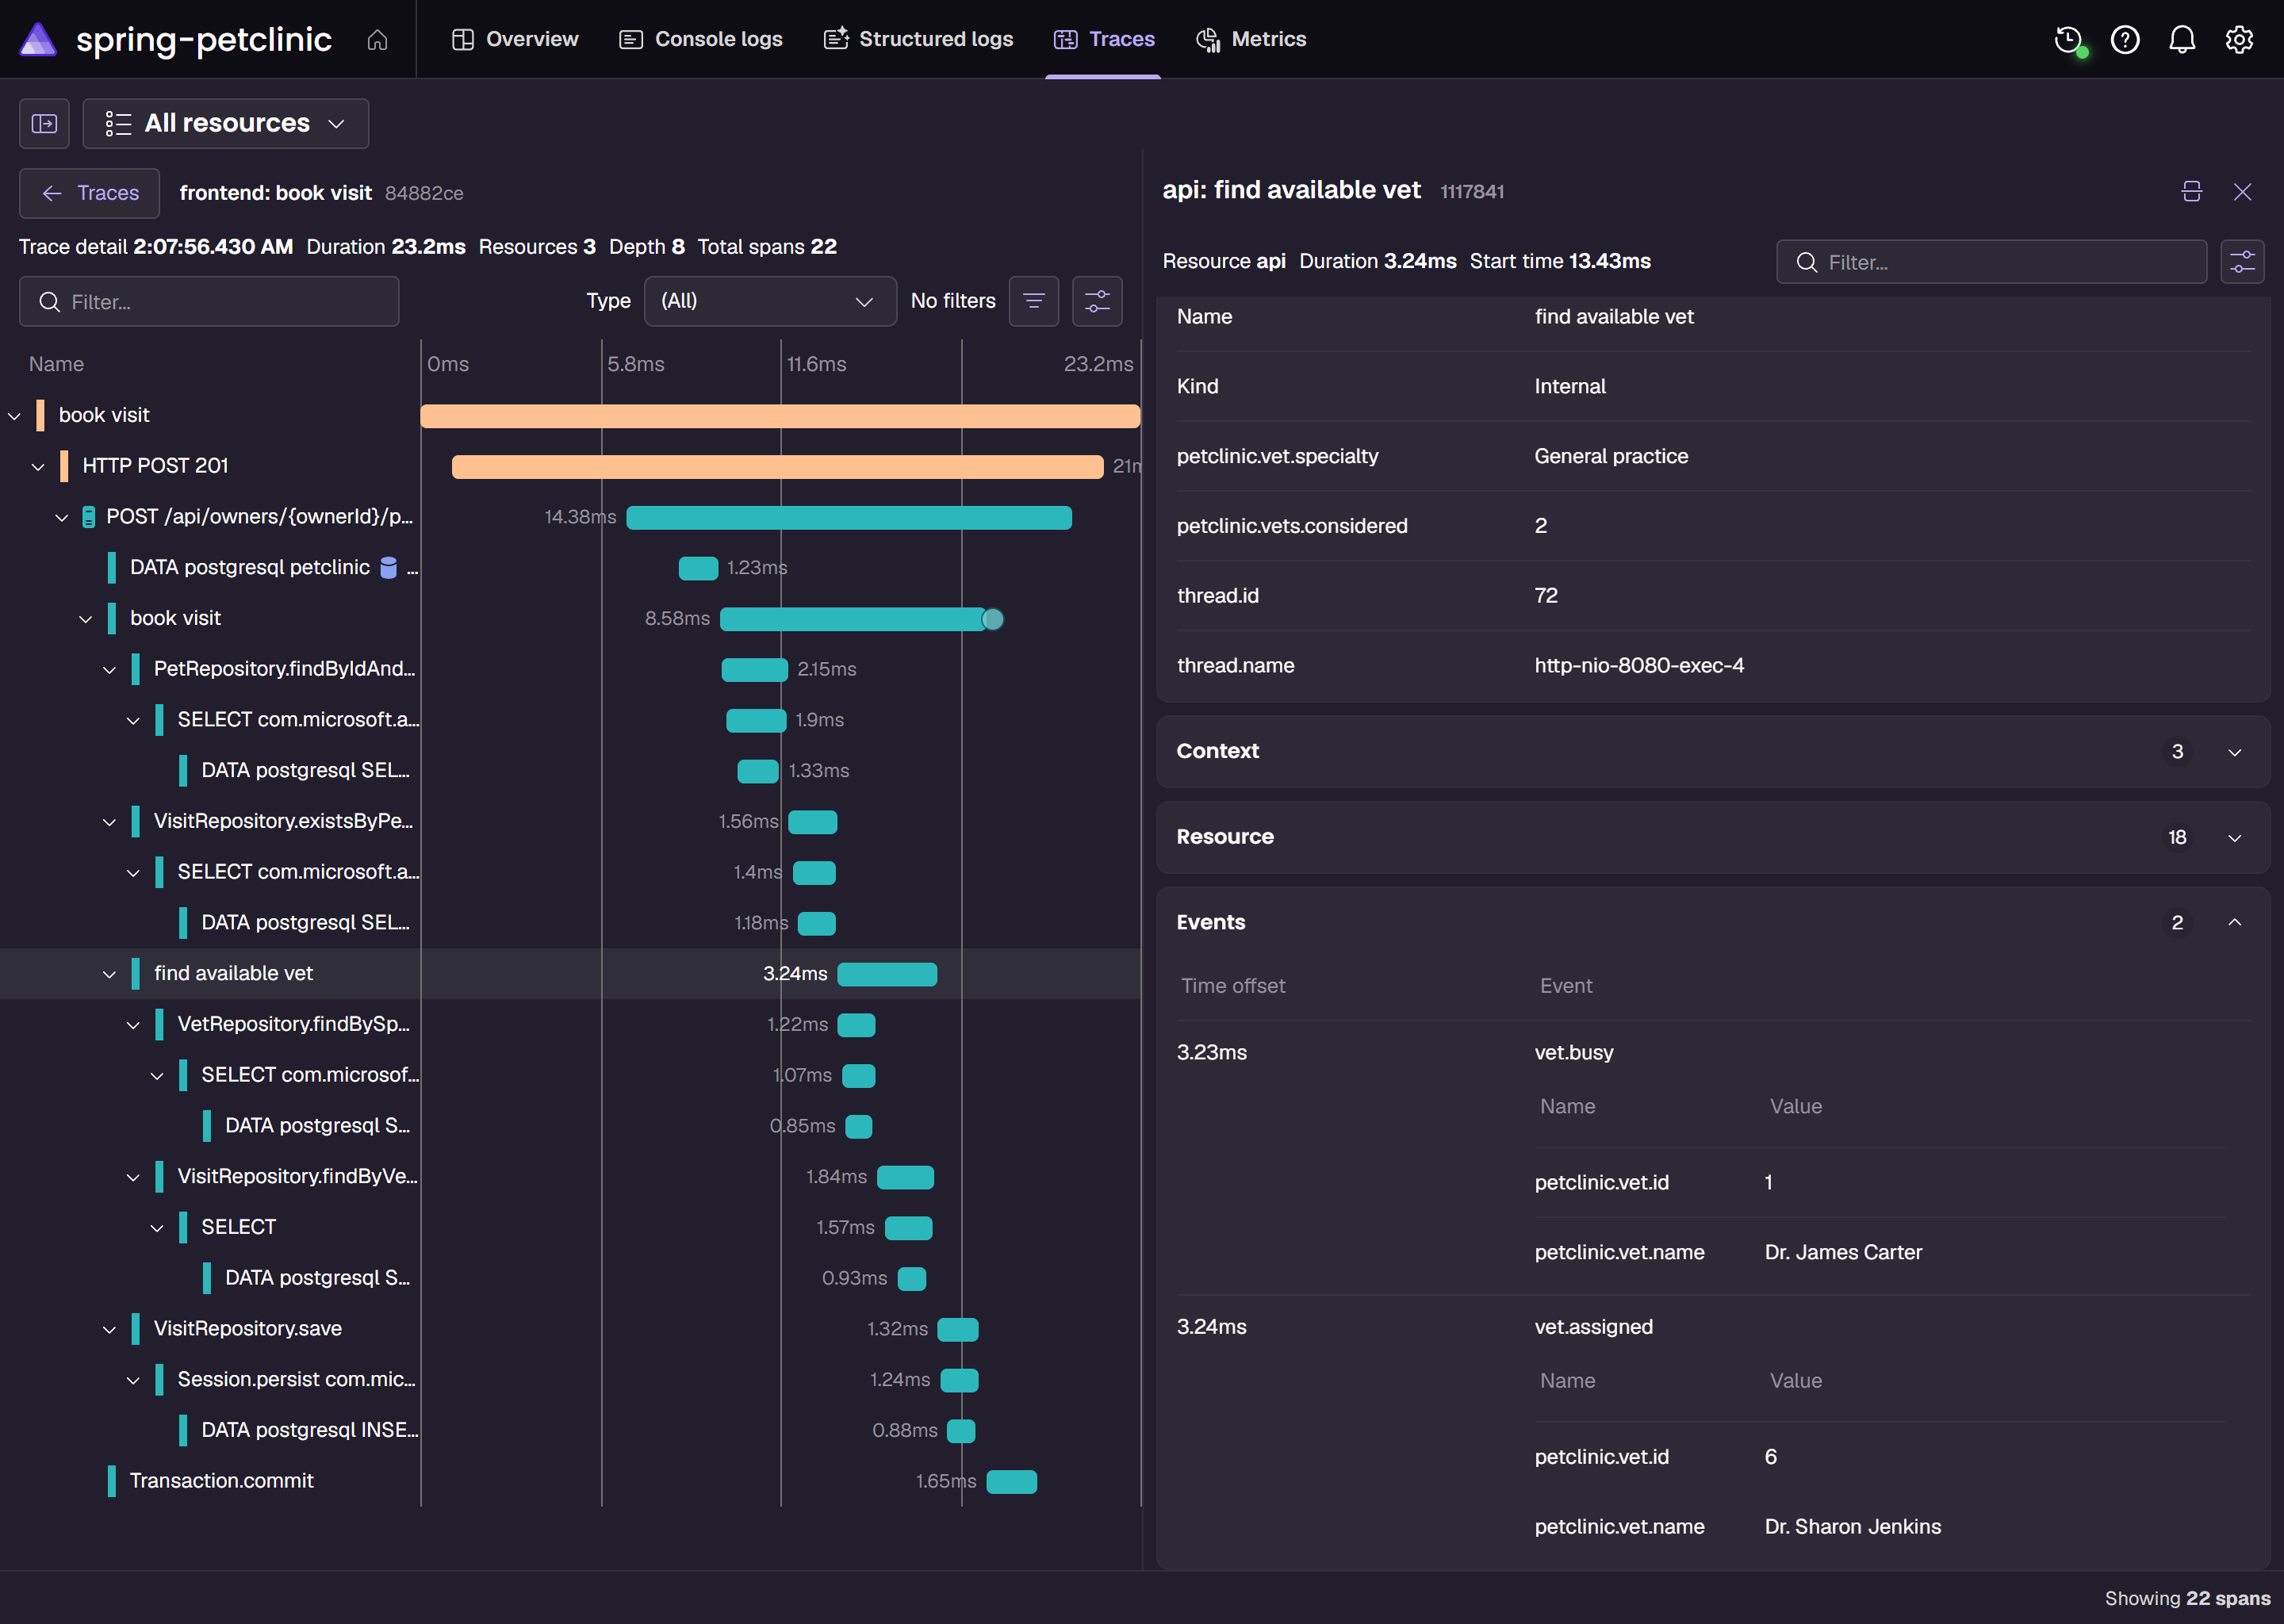 spring-petclinic
Overview
Console logs
Structured logs
Traces
Metrics
All resources
Traces
frontend: book visit 84882ce
Trace detail 2:07:56.430 AM Duration 23.2ms Resources 3 Depth 8 Total spans 22
Filter...
Type
(All)
No filters
Name
0ms
5.8ms
11.6ms
23.2ms
book visit
HTTP POST 201
21m
POST /api/owners/{ownerId}/p...
14.38ms
DATA postgresql petclinic ...
1.23ms
book visit
8.58ms
PetRepository.findByIdAnd...
2.15ms
SELECT com.microsoft.a...
1.9ms
DATA postgresql SEL...
1.33ms
VisitRepository.existsByPe...
1.56ms
SELECT com.microsoft.a...
1.4ms
DATA postgresql SEL...
1.18ms
find available vet
3.24ms
VetRepository.findBySp...
1.22ms
SELECT com.microsof...
1.07ms
DATA postgresql S...
0.85ms
VisitRepository.findByVe...
1.84ms
SELECT
1.57ms
DATA postgresql S...
0.93ms
VisitRepository.save
1.32ms
Session.persist com.mic...
1.24ms
DATA postgresql INSE...
0.88ms
Transaction.commit
1.65ms
api: find available vet 1117841
Resource api Duration 3.24ms Start time 13.43ms
Filter...
Name find available vet
Kind Internal
petclinic.vet.specialty General practice
petclinic.vets.considered 2
thread.id 72
thread.name http-nio-8080-exec-4
Context 3
Resource 18
Events 2
Time offset Event
3.23ms vet.busy
Name Value
petclinic.vet.id 1
petclinic.vet.name Dr. James Carter
3.24ms vet.assigned
Name Value
petclinic.vet.id 6
petclinic.vet.name Dr. Sharon Jenkins
Showing 22 spans